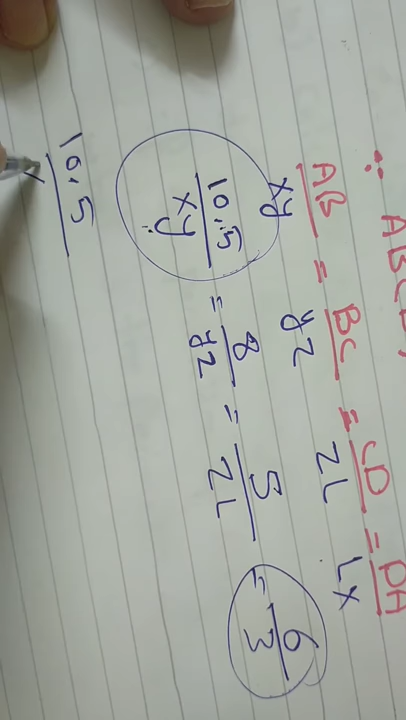 ∴ ABCD
AB/XY = BC/YZ = CD/ZL = DA/LX
10.5/XY = 8/YZ = 5/ZL = 6/3
10.5